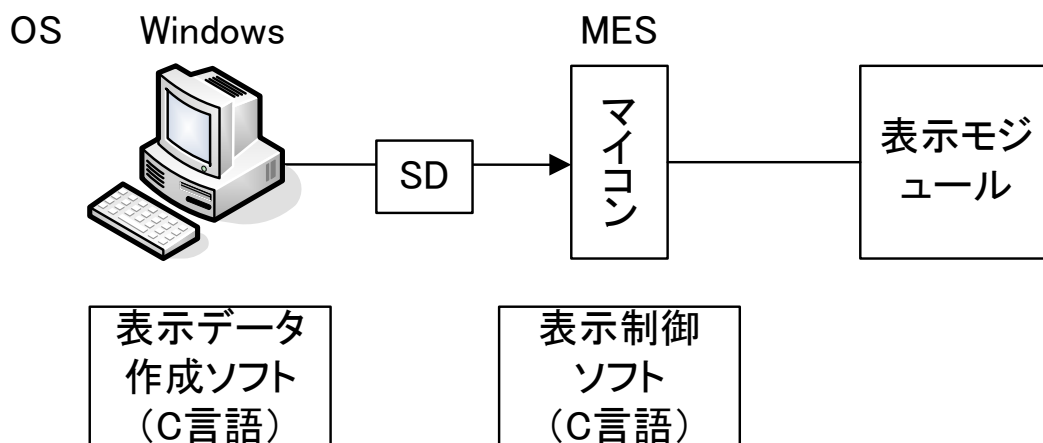 OS Windows MES
SD
マイコン
表示モジ
ュール
表示データ
作成ソフト
(C言語)
表示制御
ソフト
(C言語)